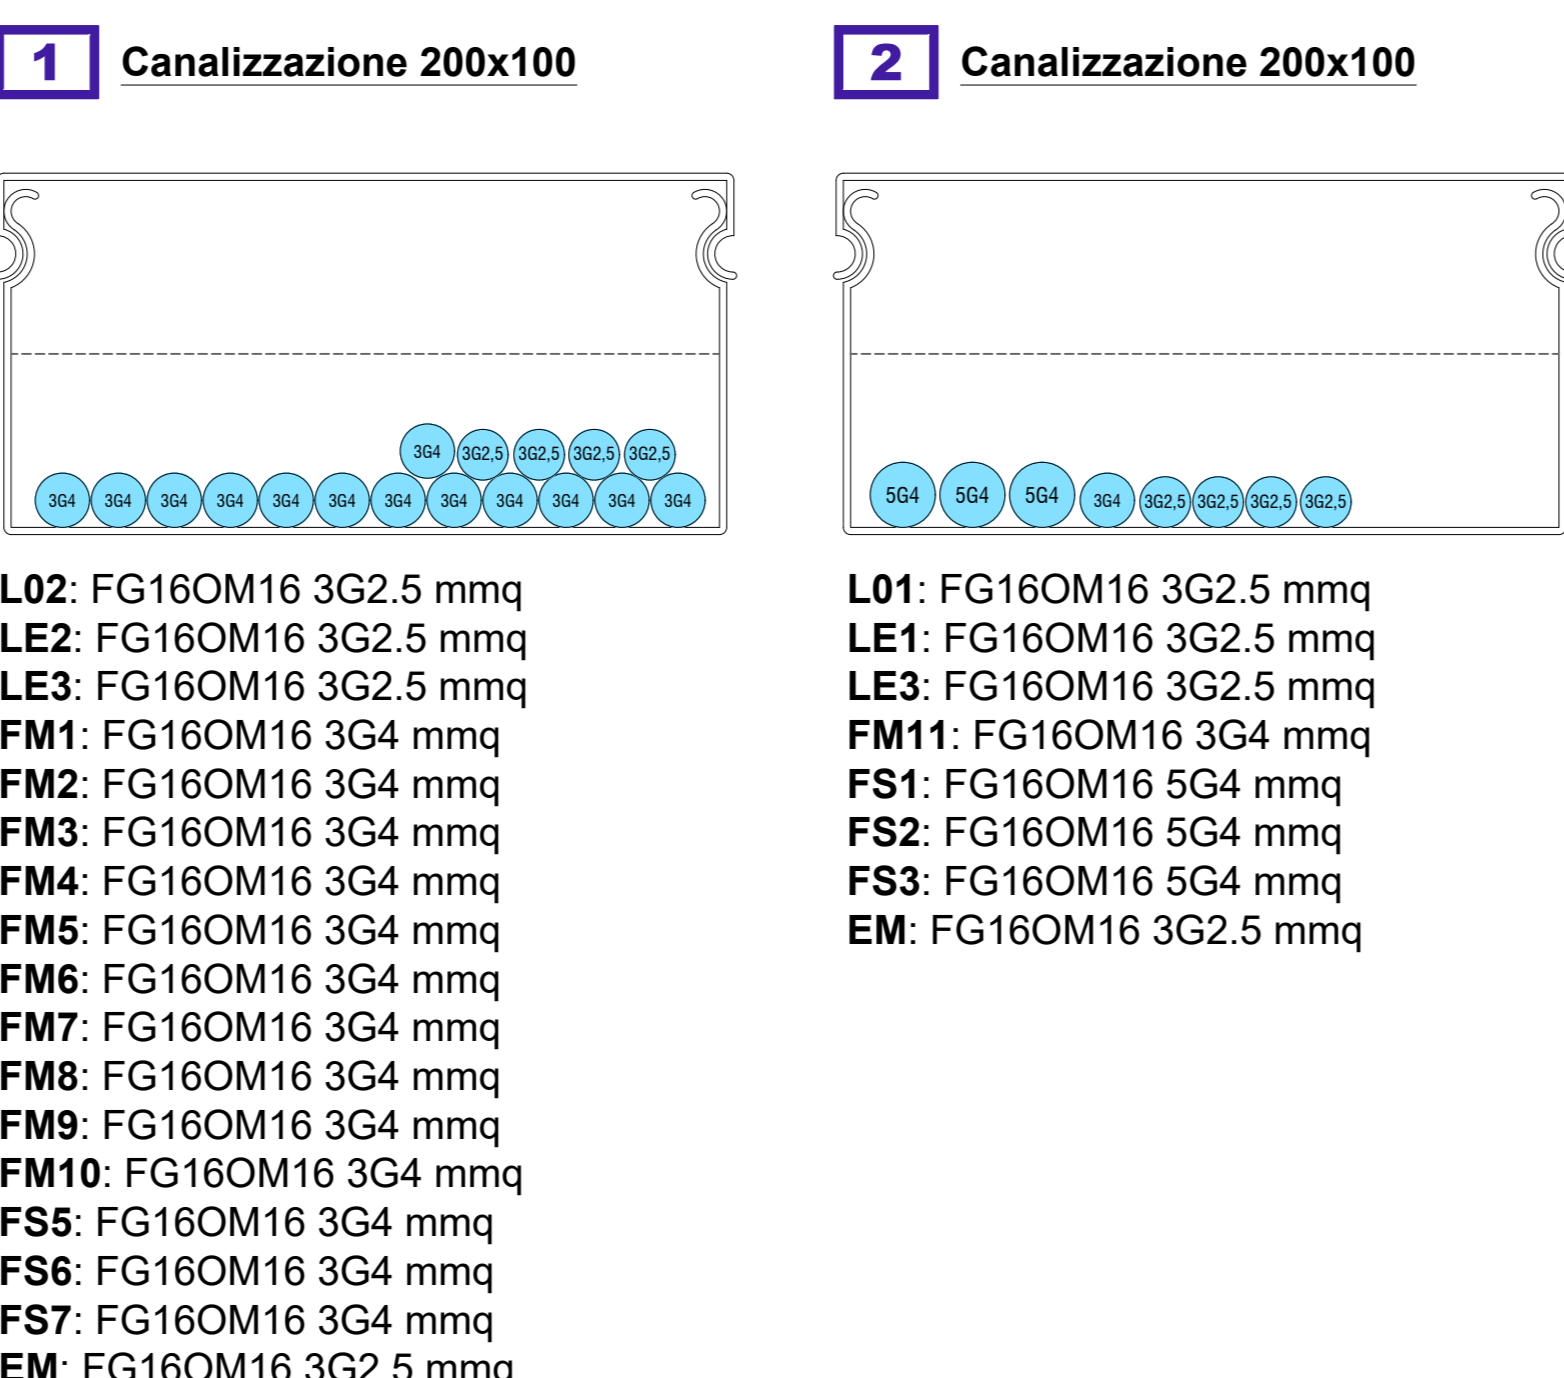 1 Canalizzazione 200x100
3G4 3G2,5 3G2,5 3G2,5 3G2,5
3G4 3G4 3G4 3G4 3G4 3G4 3G4 3G4 3G4 3G4 3G4 3G4
L02: FG16OM16 3G2.5 mmq
LE2: FG16OM16 3G2.5 mmq
LE3: FG16OM16 3G2.5 mmq
FM1: FG16OM16 3G4 mmq
FM2: FG16OM16 3G4 mmq
FM3: FG16OM16 3G4 mmq
FM4: FG16OM16 3G4 mmq
FM5: FG16OM16 3G4 mmq
FM6: FG16OM16 3G4 mmq
FM7: FG16OM16 3G4 mmq
FM8: FG16OM16 3G4 mmq
FM9: FG16OM16 3G4 mmq
FM10: FG16OM16 3G4 mmq
FS5: FG16OM16 3G4 mmq
FS6: FG16OM16 3G4 mmq
FS7: FG16OM16 3G4 mmq
EM: FG16OM16 3G2.5 mmq
2 Canalizzazione 200x100
5G4 5G4 5G4 3G4 3G2,5 3G2,5 3G2,5 3G2,5
L01: FG16OM16 3G2.5 mmq
LE1: FG16OM16 3G2.5 mmq
LE3: FG16OM16 3G2.5 mmq
FM11: FG16OM16 3G4 mmq
FS1: FG16OM16 5G4 mmq
FS2: FG16OM16 5G4 mmq
FS3: FG16OM16 5G4 mmq
EM: FG16OM16 3G2.5 mmq